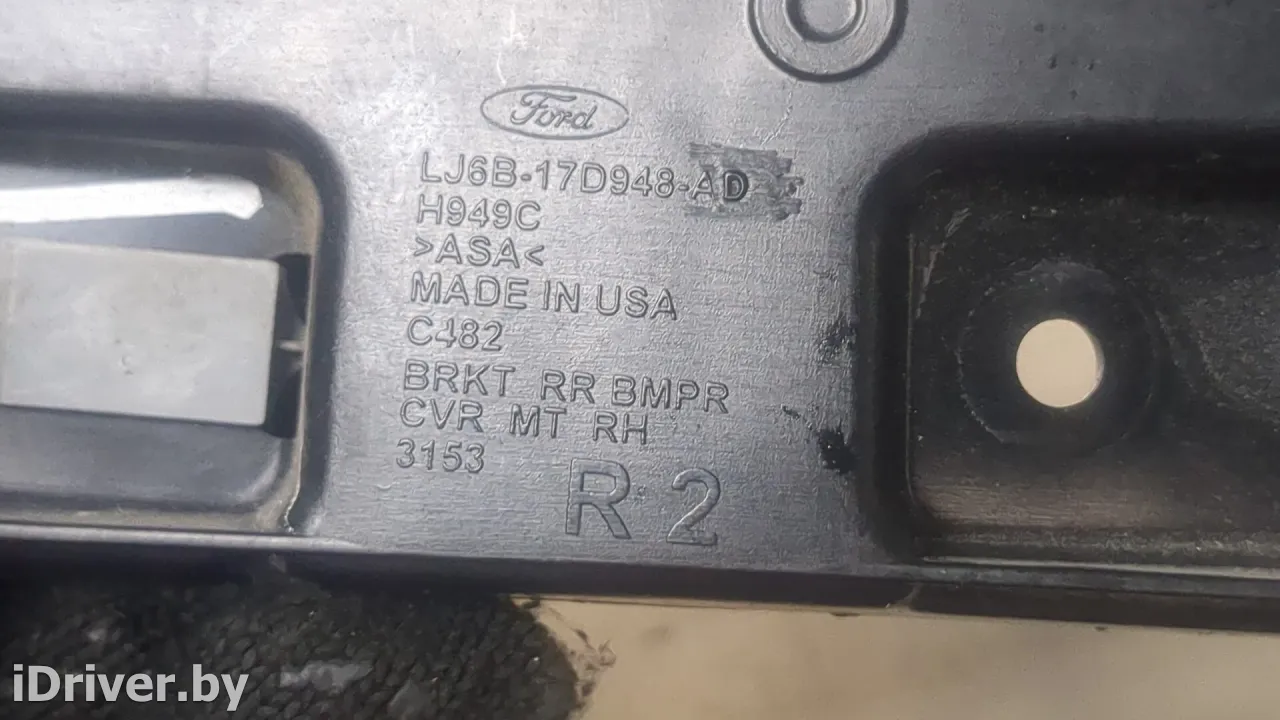 Ford
LJ6B-17D948-AD
H949C
>ASA<
MADE IN USA
C482
BRKT RR BMPR
CVR MT RH
3153
R 2
iDriver.by